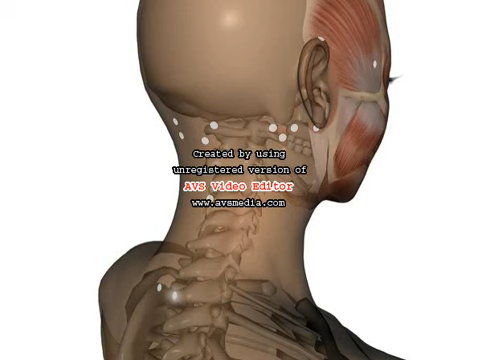 Created by using
unregistered version of
AVS Video Editor
www.avsmedia.com